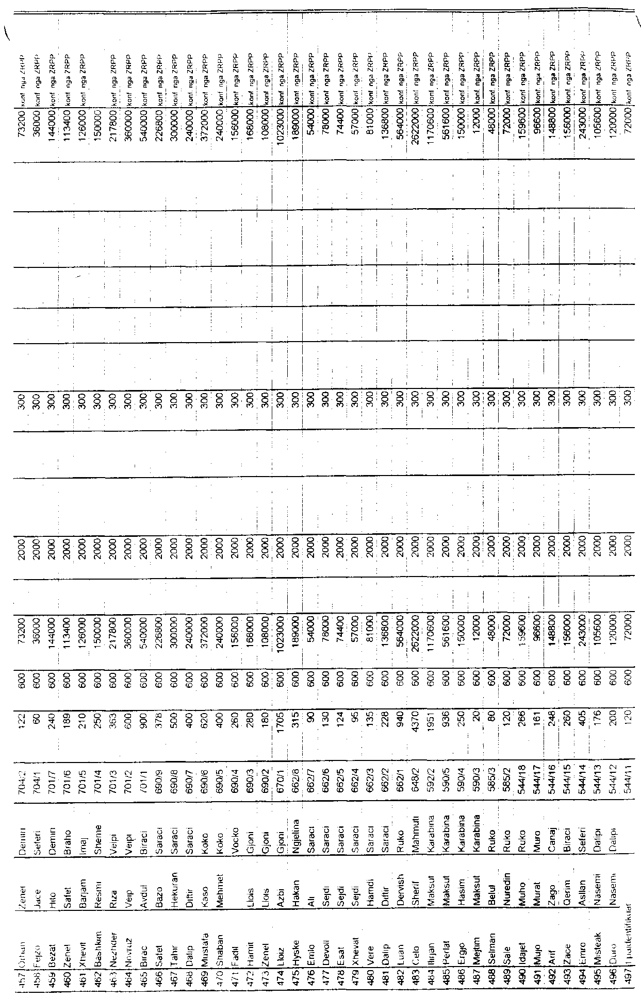 457 Orhan Zenel Demiri 704/2 122 600 73200 2000 300 73200 konf nga ZRPP
458 Fejzo Jace Seferi 704/1 60 600 36000 2000 300 36000 konf nga ZRPP
459 Bezat Hito Demiri 701/7 240 600 144000 2000 300 144000 konf nga ZRPP
460 Zenel Safet Braho 701/6 189 600 113400 2000 300 113400 konf nga ZRPP
461 Xhevit Barjam Imaj 701/5 210 600 126000 2000 300 126000 konf nga ZRPP
462 Bashkim Resmi Sheme 701/4 250 600 150000 2000 300 150000
463 Nezhder Riza Veipi 701/3 363 600 217800 2000 300 217800 konf nga ZRPP
464 Novruz Veip Veipi 701/2 600 600 360000 2000 300 360000 konf nga ZRPP
465 Birac Avdul Biraci 701/1 900 600 540000 2000 300 540000 konf nga ZRPP
466 Safet Bazo Saraci 690/9 378 600 226800 2000 300 226800 konf nga ZRPP
467 Tahir Hekuran Saraci 690/8 500 600 300000 2000 300 300000 konf nga ZRPP
468 Dalip Diftir Saraci 690/7 400 600 240000 2000 300 240000 konf nga ZRPP
469 Mustafa Kaso Koko 690/6 620 600 372000 2000 300 372000 konf nga ZRPP
470 Shaban Mehmet Koko 690/5 400 600 240000 2000 300 240000 konf nga ZRPP
471 Fadil Vocko 690/4 260 600 156000 2000 300 156000 konf nga ZRPP
472 Hamit Llois Gjoni 690/3 280 600 168000 2000 300 168000 konf nga ZRPP
473 Zenel Llois Gjoni 690/2 180 600 108000 2000 300 108000 konf nga ZRPP
474 Lloiz Azbi Gjoni 670/1 1705 600 1023000 2000 300 1023000 konf nga ZRPP
475 Hyske Hakan Ngjelina 662/8 315 600 189000 2000 300 189000 konf nga ZRPP
476 Emio Ali Saraci 662/7 90 600 54000 2000 300 54000 konf nga ZRPP
477 Devoll Sejdi Saraci 662/6 130 600 78000 2000 300 78000 konf nga ZRPP
478 Esat Sejdi Saraci 662/5 124 600 74400 2000 300 74400 konf nga ZRPP
479 Xhevat Sejdi Saraci 662/4 95 600 57000 2000 300 57000 konf nga ZRPP
480 Vere Hamdi Saraci 662/3 135 600 81000 2000 300 81000 konf nga ZRPP
481 Dalip Diftir Saraci 662/2 228 600 136800 2000 300 136800 konf nga ZRPP
482 Luan Dervish Ruko 662/1 940 600 564000 2000 300 564000 konf nga ZRPP
483 Celo Sherif Mahmuti 648/2 4370 600 2622000 2000 300 2622000 konf nga ZRPP
484 Ilirjan Maksut Karabina 592/2 1951 600 1170600 2000 300 1170600 konf nga ZRPP
485 Perlat Maksut Karabina 590/5 936 600 561600 2000 300 561600 konf nga ZRPP
486 Ergjo Hasim Karabina 590/4 250 600 150000 2000 300 150000 konf nga ZRPP
487 Mejtim Maksut Karabina 590/3 20 600 12000 2000 300 12000 konf nga ZRPP
488 Selman Belul Ruko 585/3 80 600 48000 2000 300 48000 konf nga ZRPP
489 Sale Nuredin Ruko 585/2 120 600 72000 2000 300 72000 konf nga ZRPP
490 Idajet Muho Ruko 544/18 266 600 159600 2000 300 159600 konf nga ZRPP
491 Mujo Murat Muro 544/17 161 600 96600 2000 300 96600 konf nga ZRPP
492 Arif Zago Canaj 544/16 248 600 148800 2000 300 148800 konf nga ZRPP
493 Zace Qerim Biraci 544/15 260 600 156000 2000 300 156000 konf nga ZRPP
494 Emro Asllan Seferi 544/14 405 600 243000 2000 300 243000 konf nga ZRPP
495 Misteak Nasemi Dalipi 544/13 176 600 105600 2000 300 105600 konf nga ZRPP
496 Duro Nasemi Dalipi 544/12 200 600 120000 2000 300 120000 konf nga ZRPP
497 I paidentifikuar 544/11 120 600 72000 2000 300 72000 konf nga ZRPP